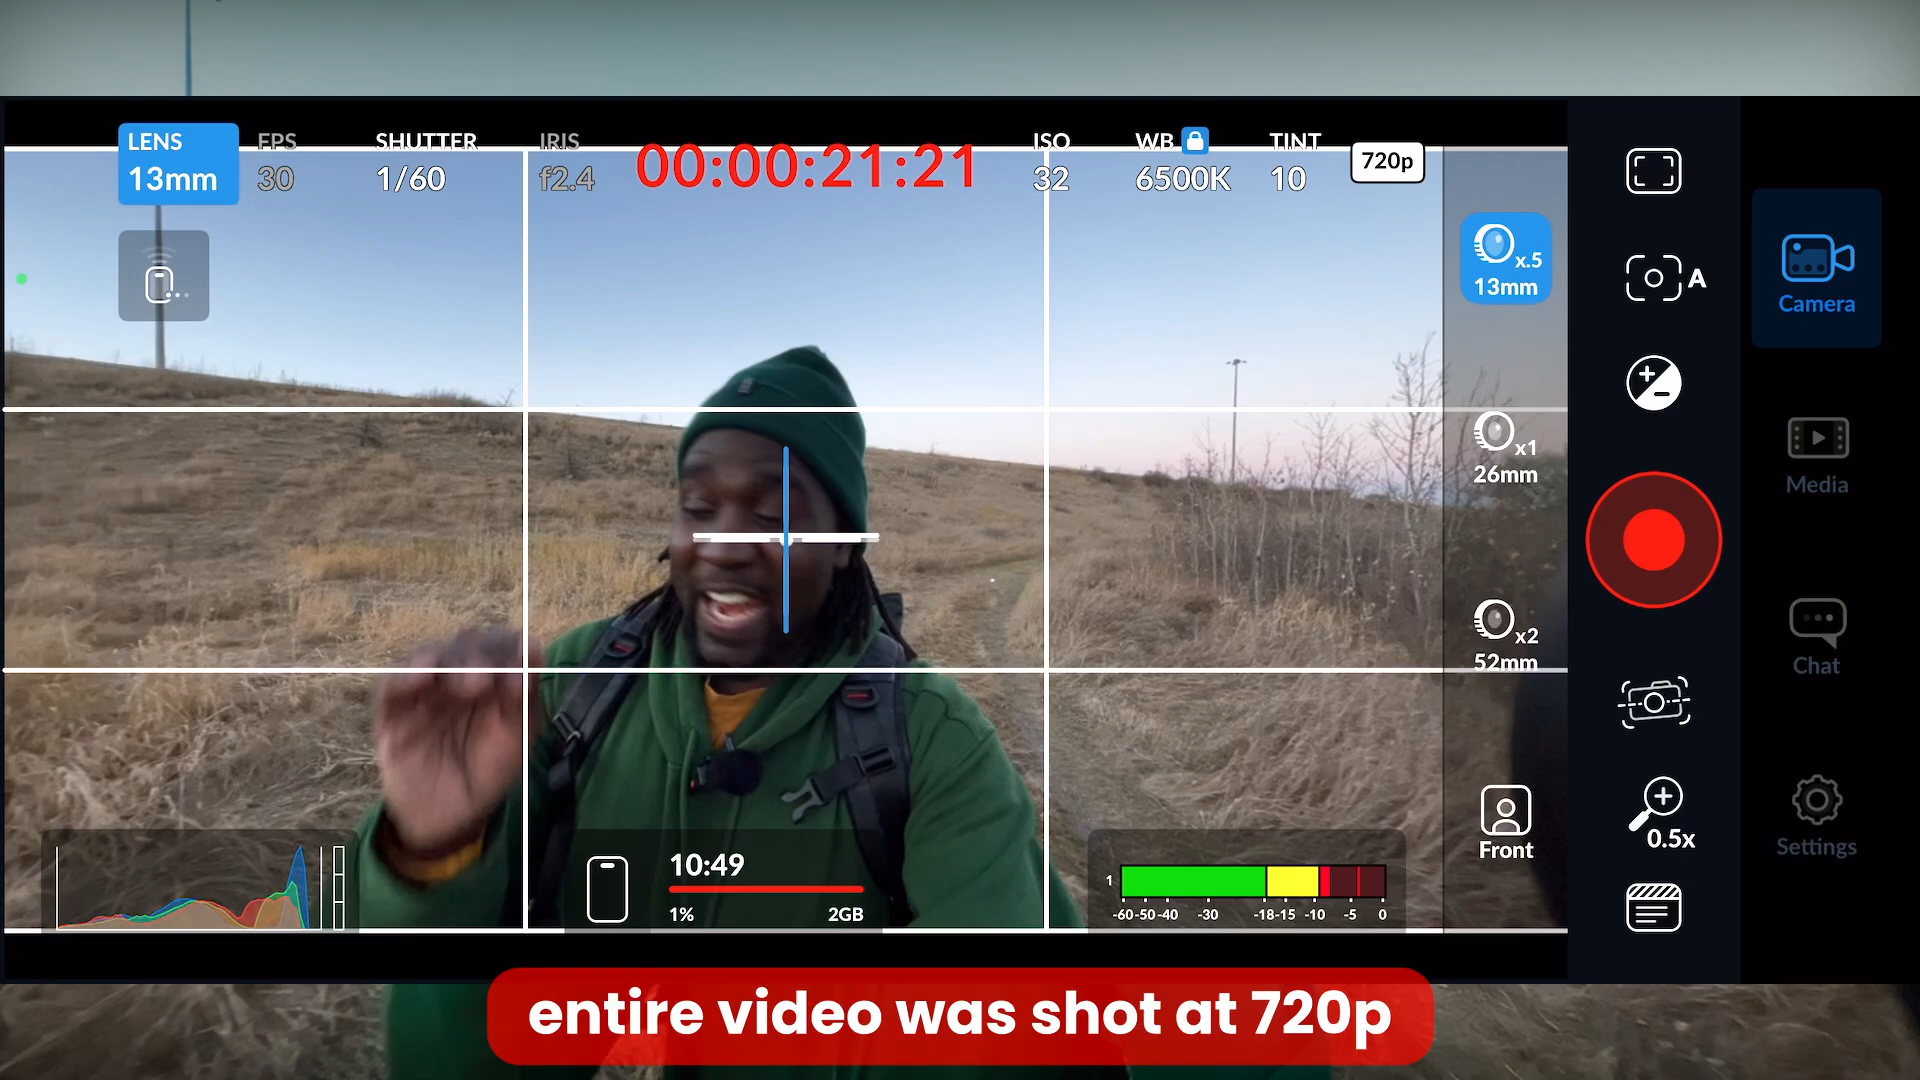 LENS
13mm
FPS
30
SHUTTER
1/60
IRIS
f2.4
00:00:21:21
ISO
32
WB
6500K
TINT
10
720p
x.5
13mm
x1
26mm
x2
52mm
Front
A
0.5x
Camera
Media
Chat
Settings
10:49
1%
2GB
1
-60 -50 -40 -30 -18 -15 -10 -5 0
entire video was shot at 720p